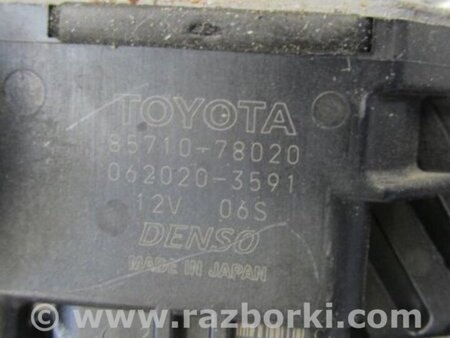 TOYOTA
85710-78020
062020-3591
12V 06S
DENSO
MADE IN JAPAN
www.razborki.com